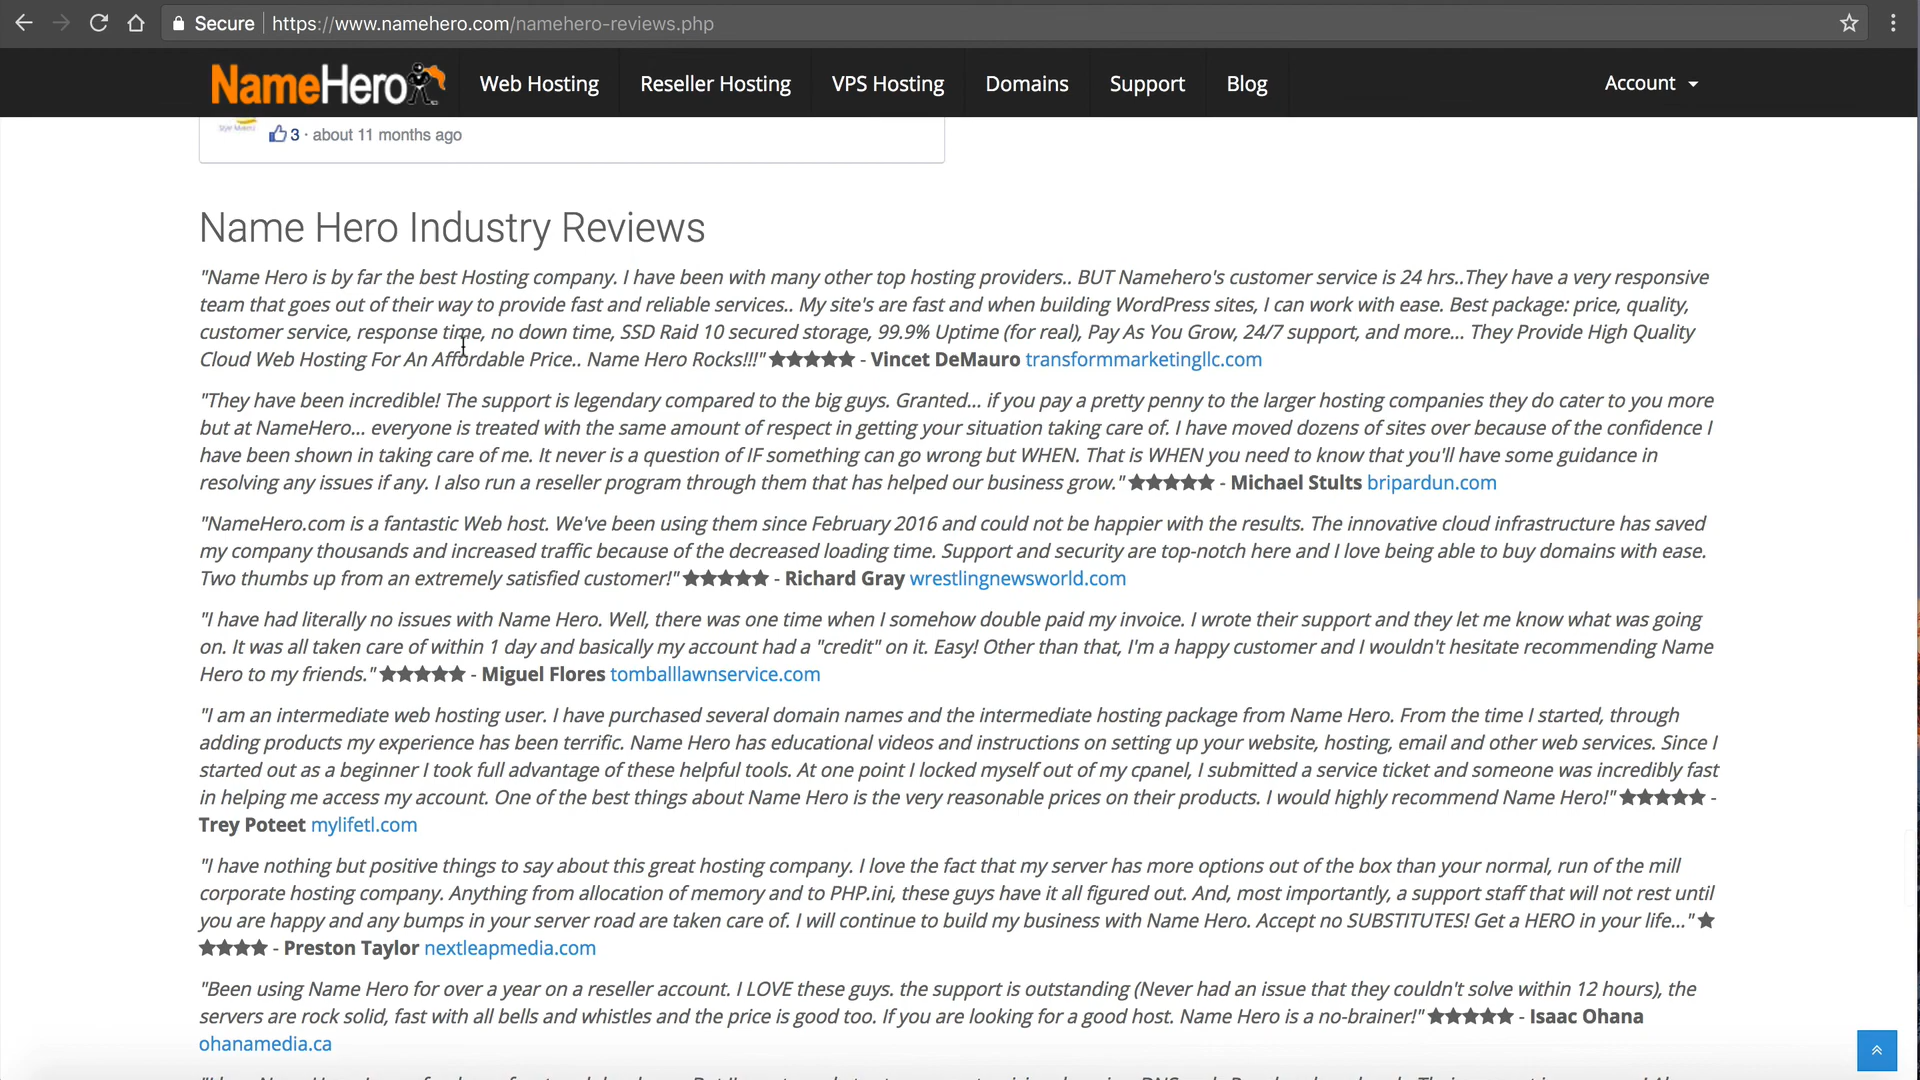 Secure https://www.namehero.com/namehero-reviews.php
NameHero Web Hosting Reseller Hosting VPS Hosting Domains Support Blog Account
3 · about 11 months ago
Name Hero Industry Reviews
"Name Hero is by far the best Hosting company. I have been with many other top hosting providers.. BUT Namehero's customer service is 24 hrs..They have a very responsive
team that goes out of their way to provide fast and reliable services.. My site's are fast and when building WordPress sites, I can work with ease. Best package: price, quality,
customer service, response time, no down time, SSD Raid 10 secured storage, 99.9% Uptime (for real), Pay As You Grow, 24/7 support, and more... They Provide High Quality
Cloud Web Hosting For An Affordable Price.. Name Hero Rocks!!!" ★★★★★ - Vincet DeMauro transformmarketingllc.com
"They have been incredible! The support is legendary compared to the big guys. Granted... if you pay a pretty penny to the larger hosting companies they do cater to you more
but at NameHero... everyone is treated with the same amount of respect in getting your situation taking care of. I have moved dozens of sites over because of the confidence I
have been shown in taking care of me. It never is a question of IF something can go wrong but WHEN. That is WHEN you need to know that you'll have some guidance in
resolving any issues if any. I also run a reseller program through them that has helped our business grow." ★★★★★ - Michael Stults bripardun.com
"NameHero.com is a fantastic Web host. We've been using them since February 2016 and could not be happier with the results. The innovative cloud infrastructure has saved
my company thousands and increased traffic because of the decreased loading time. Support and security are top-notch here and I love being able to buy domains with ease.
Two thumbs up from an extremely satisfied customer!" ★★★★★ - Richard Gray wrestlingnewsworld.com
"I have had literally no issues with Name Hero. Well, there was one time when I somehow double paid my invoice. I wrote their support and they let me know what was going
on. It was all taken care of within 1 day and basically my account had a "credit" on it. Easy! Other than that, I'm a happy customer and I wouldn't hesitate recommending Name
Hero to my friends." ★★★★★ - Miguel Flores tomballlawnservice.com
"I am an intermediate web hosting user. I have purchased several domain names and the intermediate hosting package from Name Hero. From the time I started, through
adding products my experience has been terrific. Name Hero has educational videos and instructions on setting up your website, hosting, email and other web services. Since I
started out as a beginner I took full advantage of these helpful tools. At one point I locked myself out of my cpanel, I submitted a service ticket and someone was incredibly fast
in helping me access my account. One of the best things about Name Hero is the very reasonable prices on their products. I would highly recommend Name Hero!" ★★★★★ -
Trey Poteet mylifetl.com
"I have nothing but positive things to say about this great hosting company. I love the fact that my server has more options out of the box than your normal, run of the mill
corporate hosting company. Anything from allocation of memory and to PHP.ini, these guys have it all figured out. And, most importantly, a support staff that will not rest until
you are happy and any bumps in your server road are taken care of. I will continue to build my business with Name Hero. Accept no SUBSTITUTES! Get a HERO in your life..." ★
★★★★ - Preston Taylor nextleapmedia.com
"Been using Name Hero for over a year on a reseller account. I LOVE these guys. the support is outstanding (Never had an issue that they couldn't solve within 12 hours), the
servers are rock solid, fast with all bells and whistles and the price is good too. If you are looking for a good host. Name Hero is a no-brainer!" ★★★★★ - Isaac Ohana
ohanamedia.ca